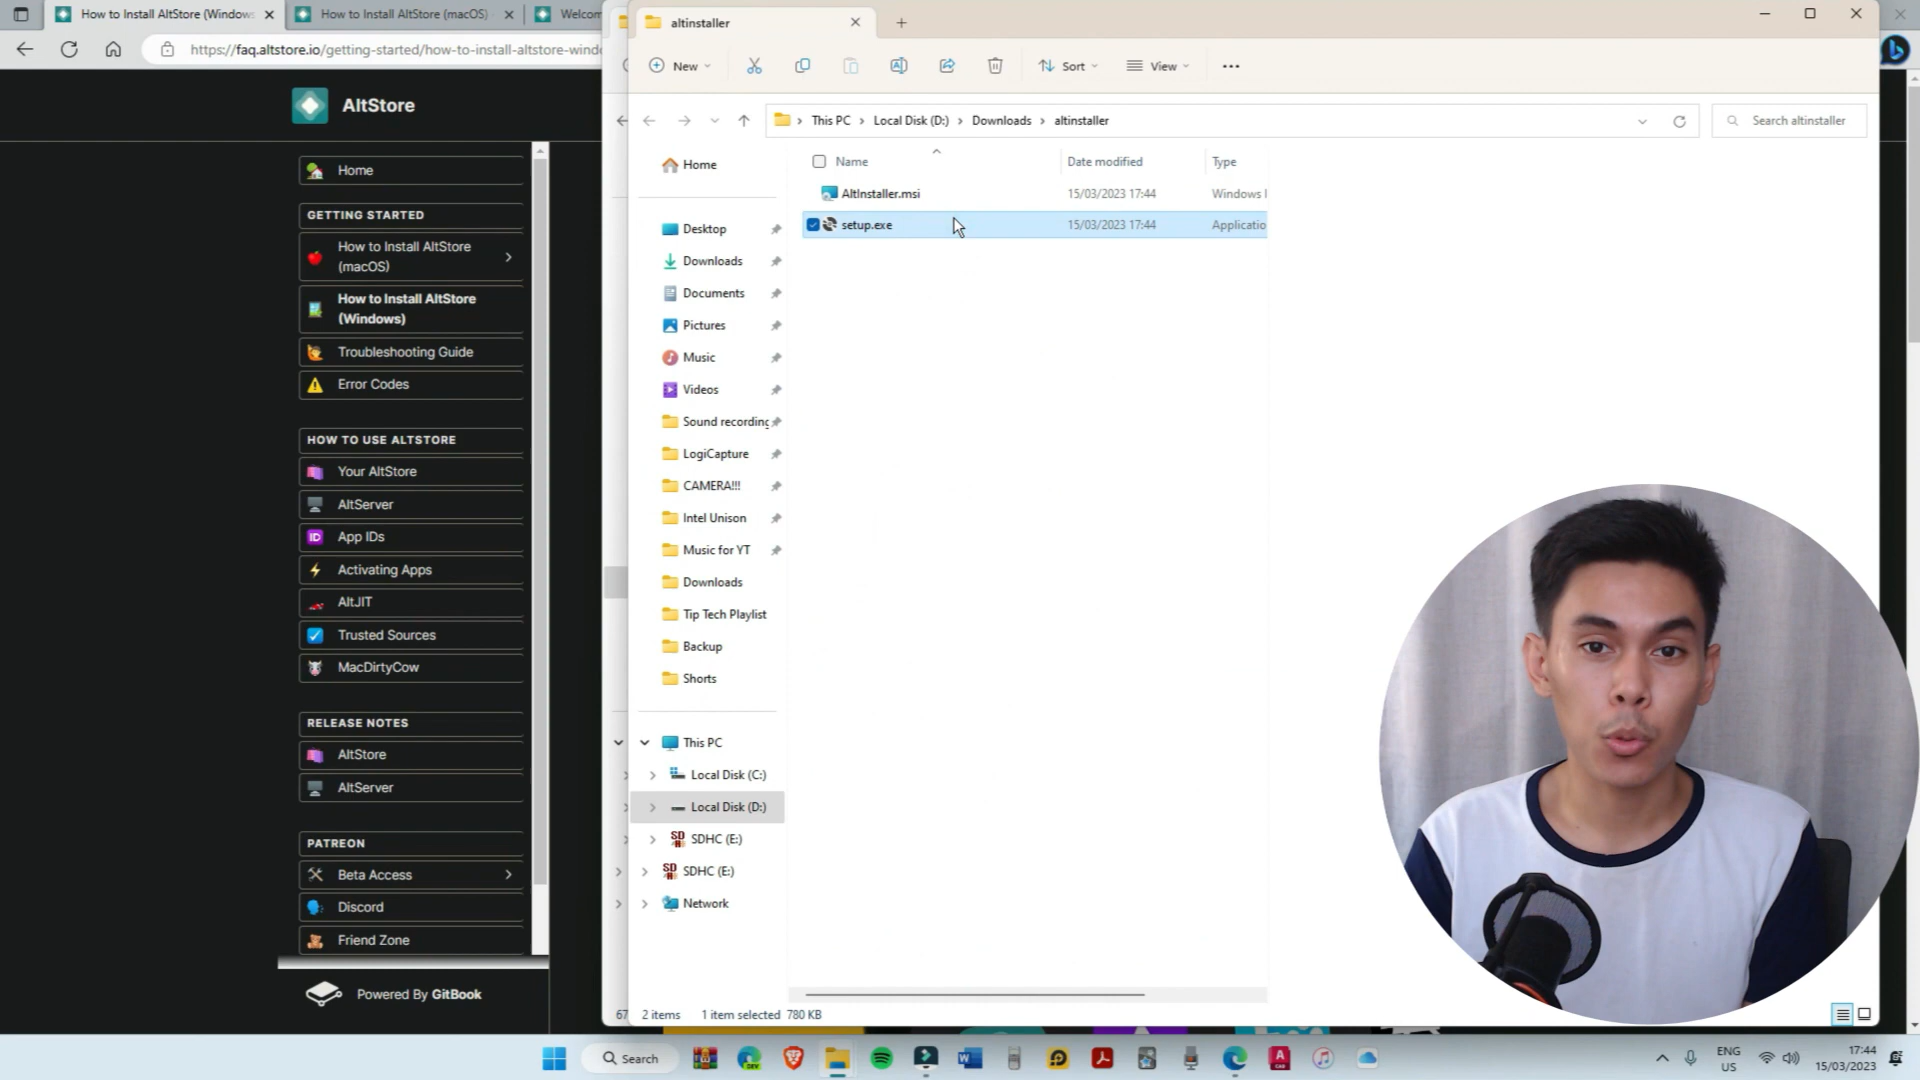 How to Install AltStore (Windows
How to Install AltStore (macOS)
Welcom
https://faq.altstore.io/getting-started/how-to-install-altstore-windo
altinstaller
New
Sort
View
This PC
Local Disk (D:)
Downloads
altinstaller
Search altinstaller
AltStore
Home
GETTING STARTED
How to Install AltStore
(macOS)
How to Install AltStore
(Windows)
Troubleshooting Guide
Error Codes
HOW TO USE ALTSTORE
Your AltStore
AltServer
ID
App IDs
Activating Apps
AltJIT
Trusted Sources
MacDirtyCow
RELEASE NOTES
AltStore
AltServer
PATREON
Beta Access
Discord
Friend Zone
Powered By GitBook
Home
Desktop
Downloads
Documents
Pictures
Music
Videos
Sound recording
LogiCapture
CAMERA!!!
Intel Unison
Music for YT
Downloads
Tip Tech Playlist
Backup
Shorts
This PC
Local Disk (C:)
Local Disk (D:)
SDHC (E:)
SDHC (E:)
Network
Name
Date modified
Type
AltInstaller.msi
15/03/2023 17:44
Windows I
setup.exe
15/03/2023 17:44
Applicatio
67
2 items
1 item selected
780 KB
Search
ENG
US
17:44
15/03/2023